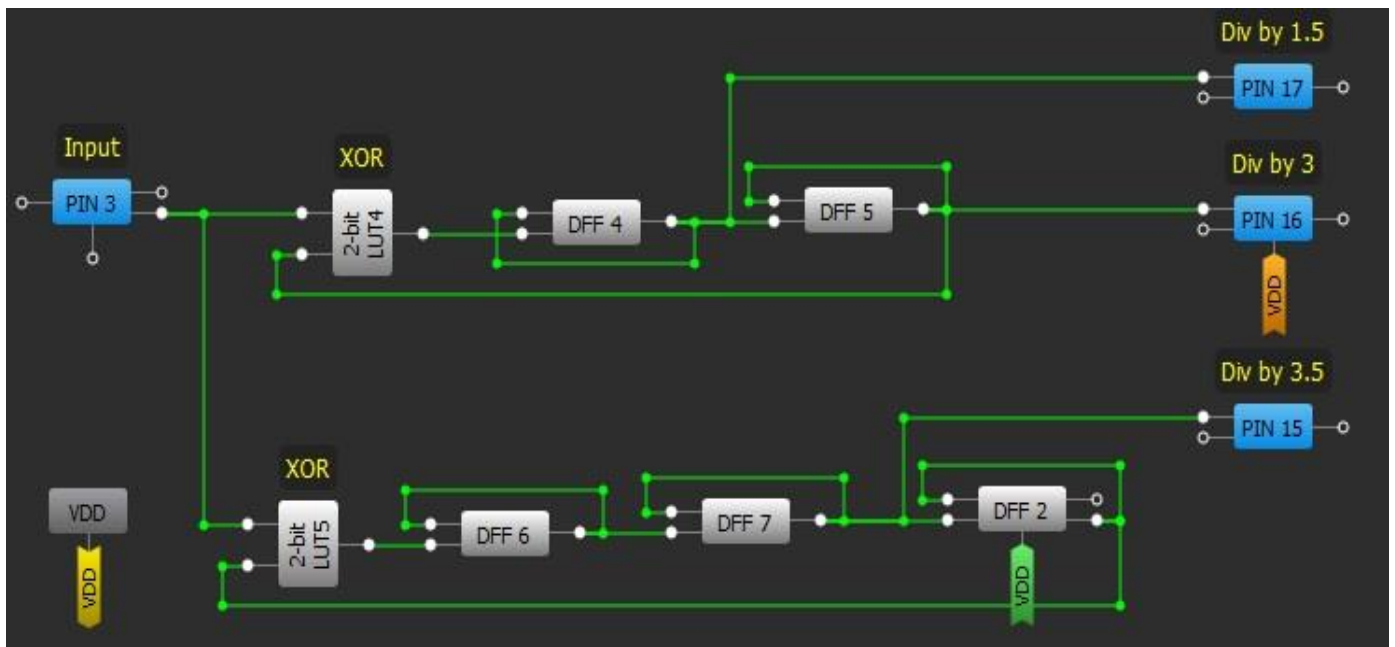 Div by 1.5
PIN 17
Input
PIN 3
XOR
2-bit
LUT4
DFF 4
DFF 5
Div by 3
PIN 16
VDD
Div by 3.5
PIN 15
XOR
2-bit
LUT5
DFF 6
DFF 7
DFF 2
VDD
VDD
VDD